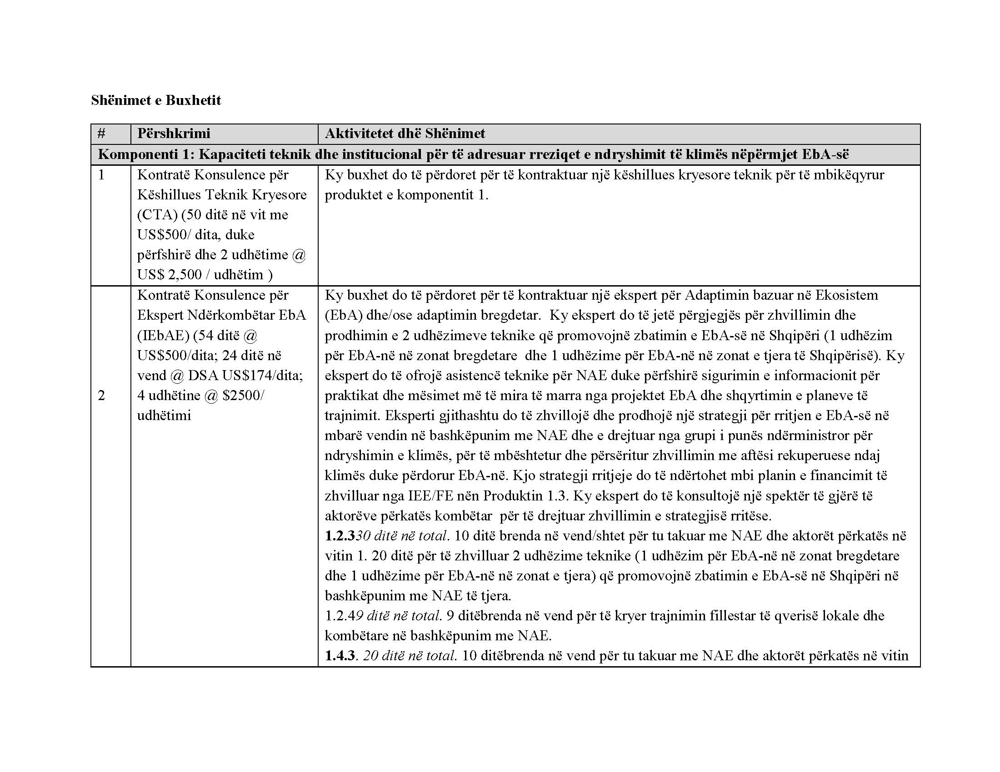 Shënimet e Buxhetit
# Përshkrimi Aktivitetet dhë Shënimet
Komponenti 1: Kapaciteti teknik dhe institucional për të adresuar rreziqet e ndryshimit të klimës nëpërmjet EbA-së
1
Kontratë Konsulence për
Këshillues Teknik Kryesore
(CTA) (50 ditë në vit me
US$500/ dita, duke
përfshirë dhe 2 udhëtime @
US$ 2,500 / udhëtim )
Ky buxhet do të përdoret për të kontraktuar një këshillues kryesore teknik për të mbikëqyrur
produktet e komponentit 1.
2
Kontratë Konsulence për
Ekspert Ndërkombëtar EbA
(IEbAE) (54 ditë @
US$500/dita; 24 ditë në
vend @ DSA US$174/dita;
4 udhëtine @ $2500/
udhëtimi
Ky buxhet do të përdoret për të kontraktuar një ekspert për Adaptimin bazuar në Ekosistem
(EbA) dhe/ose adaptimin bregdetar.  Ky ekspert do të jetë përgjegjës për zhvillimin dhe
prodhimin e 2 udhëzimeve teknike që promovojnë zbatimin e EbA-së në Shqipëri (1 udhëzim
për EbA-në në zonat bregdetare  dhe 1 udhëzime për EbA-në në zonat e tjera të Shqipërisë). Ky
ekspert do të ofrojë asistencë teknike për NAE duke përfshirë sigurimin e informacionit për
praktikat dhe mësimet më të mira të marra nga projektet EbA dhe shqyrtimin e planeve të
trajnimit. Eksperti gjithashtu do të zhvillojë dhe prodhojë një strategji për rritjen e EbA-së në
mbarë vendin në bashkëpunim me NAE dhe e drejtuar nga grupi i punës ndërministror për
ndryshimin e klimës, për të mbështetur dhe përsëritur zhvillimin me aftësi rekuperuese ndaj
klimës duke përdorur EbA-në. Kjo strategji rritjeje do të ndërtohet mbi planin e financimit të
zhvilluar nga IEE/FE nën Produktin 1.3. Ky ekspert do të konsultojë një spektër të gjërë të
aktorëve përkatës kombëtar  për të drejtuar zhvillimin e strategjisë rritëse.
1.2.330 ditë në total. 10 ditë brenda në vend/shtet për tu takuar me NAE dhe aktorët përkatës në
vitin 1. 20 ditë për të zhvilluar 2 udhëzime teknike (1 udhëzim për EbA-në në zonat bregdetare
dhe 1 udhëzime për EbA-në në zonat e tjera) që promovojnë zbatimin e EbA-së në Shqipëri në
bashkëpunim me NAE të tjera.
1.2.49 ditë në total. 9 ditëbrenda në vend për të kryer trajnimin fillestar të qverisë lokale dhe
kombëtare në bashkëpunim me NAE.
1.4.3. 20 ditë në total. 10 ditëbrenda në vend për tu takuar me NAE dhe aktorët përkatës në vitin